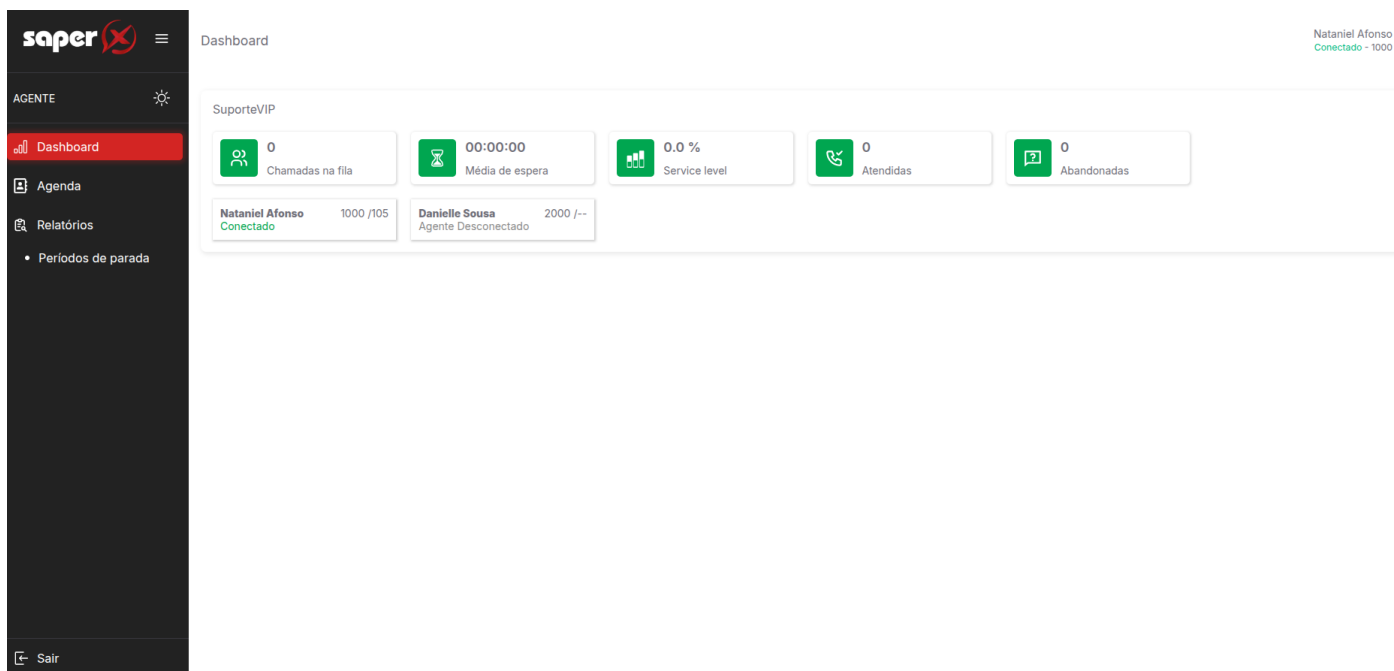 saper
Dashboard
Nataniel Afonso
Conectado - 1000
AGENTE
Dashboard
Agenda
Relatórios
• Períodos de parada
Sair
SuporteVIP
0
Chamadas na fila
00:00:00
Média de espera
0.0 %
Service level
0
Atendidas
0
Abandonadas
Nataniel Afonso 1000 /105
Conectado
Danielle Sousa 2000 /--
Agente Desconectado